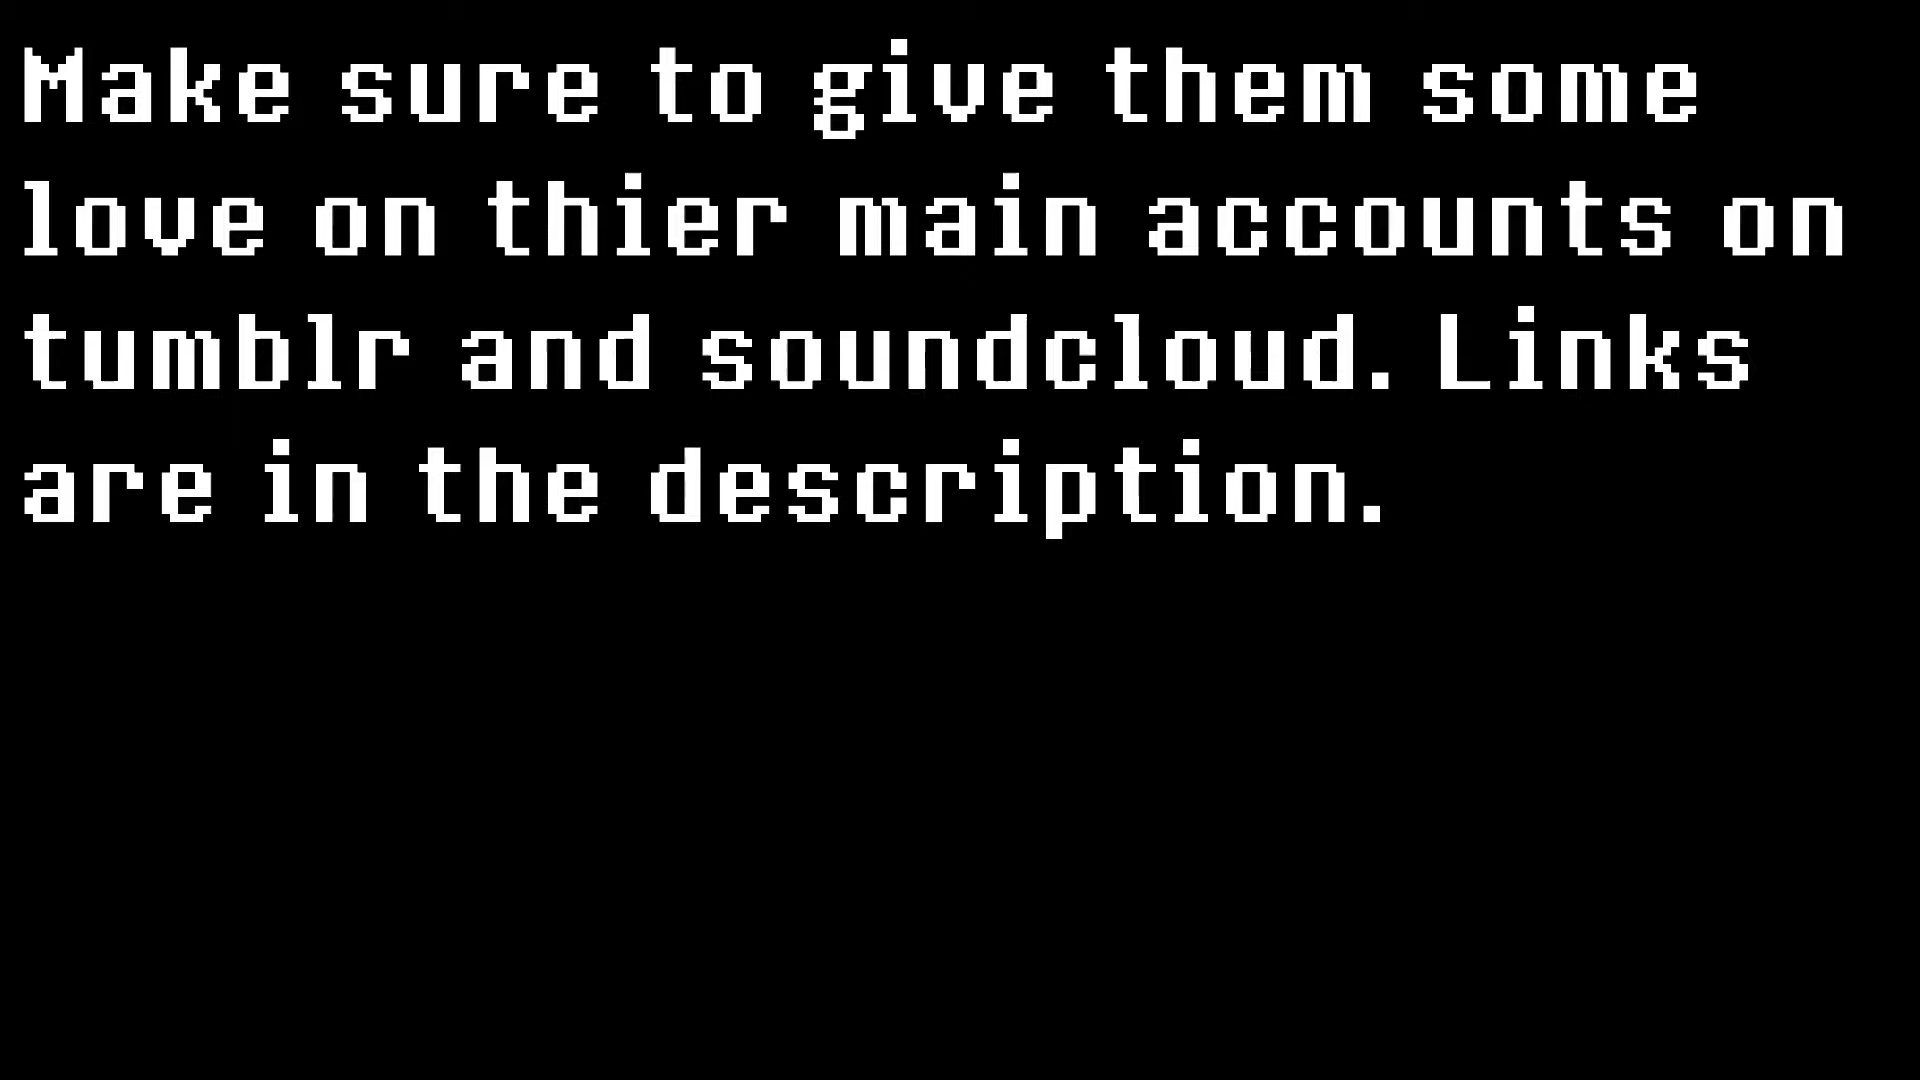 Make sure to give them some
love on thier main accounts on
tumblr and soundcloud. Links
are in the description.